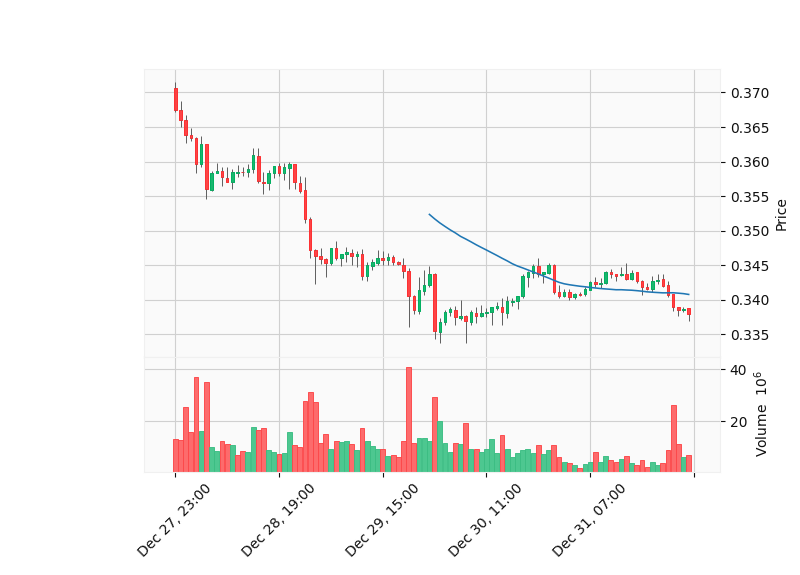 0.370
0.365
0.360
0.355
0.350
0.345
0.340
0.335
Price
40
20
Volume 10^6
Dec 27, 23:00
Dec 28, 19:00
Dec 29, 15:00
Dec 30, 11:00
Dec 31, 07:00